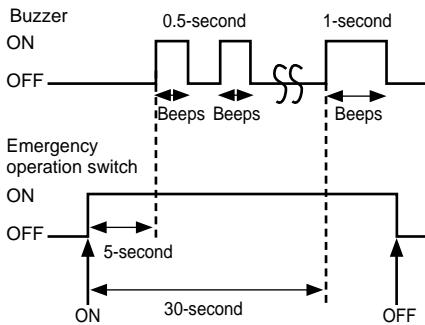 Buzzer
0.5-second 1-second
ON
OFF
Beeps Beeps Beeps
Emergency
operation switch
ON
OFF
5-second
30-second
ON OFF